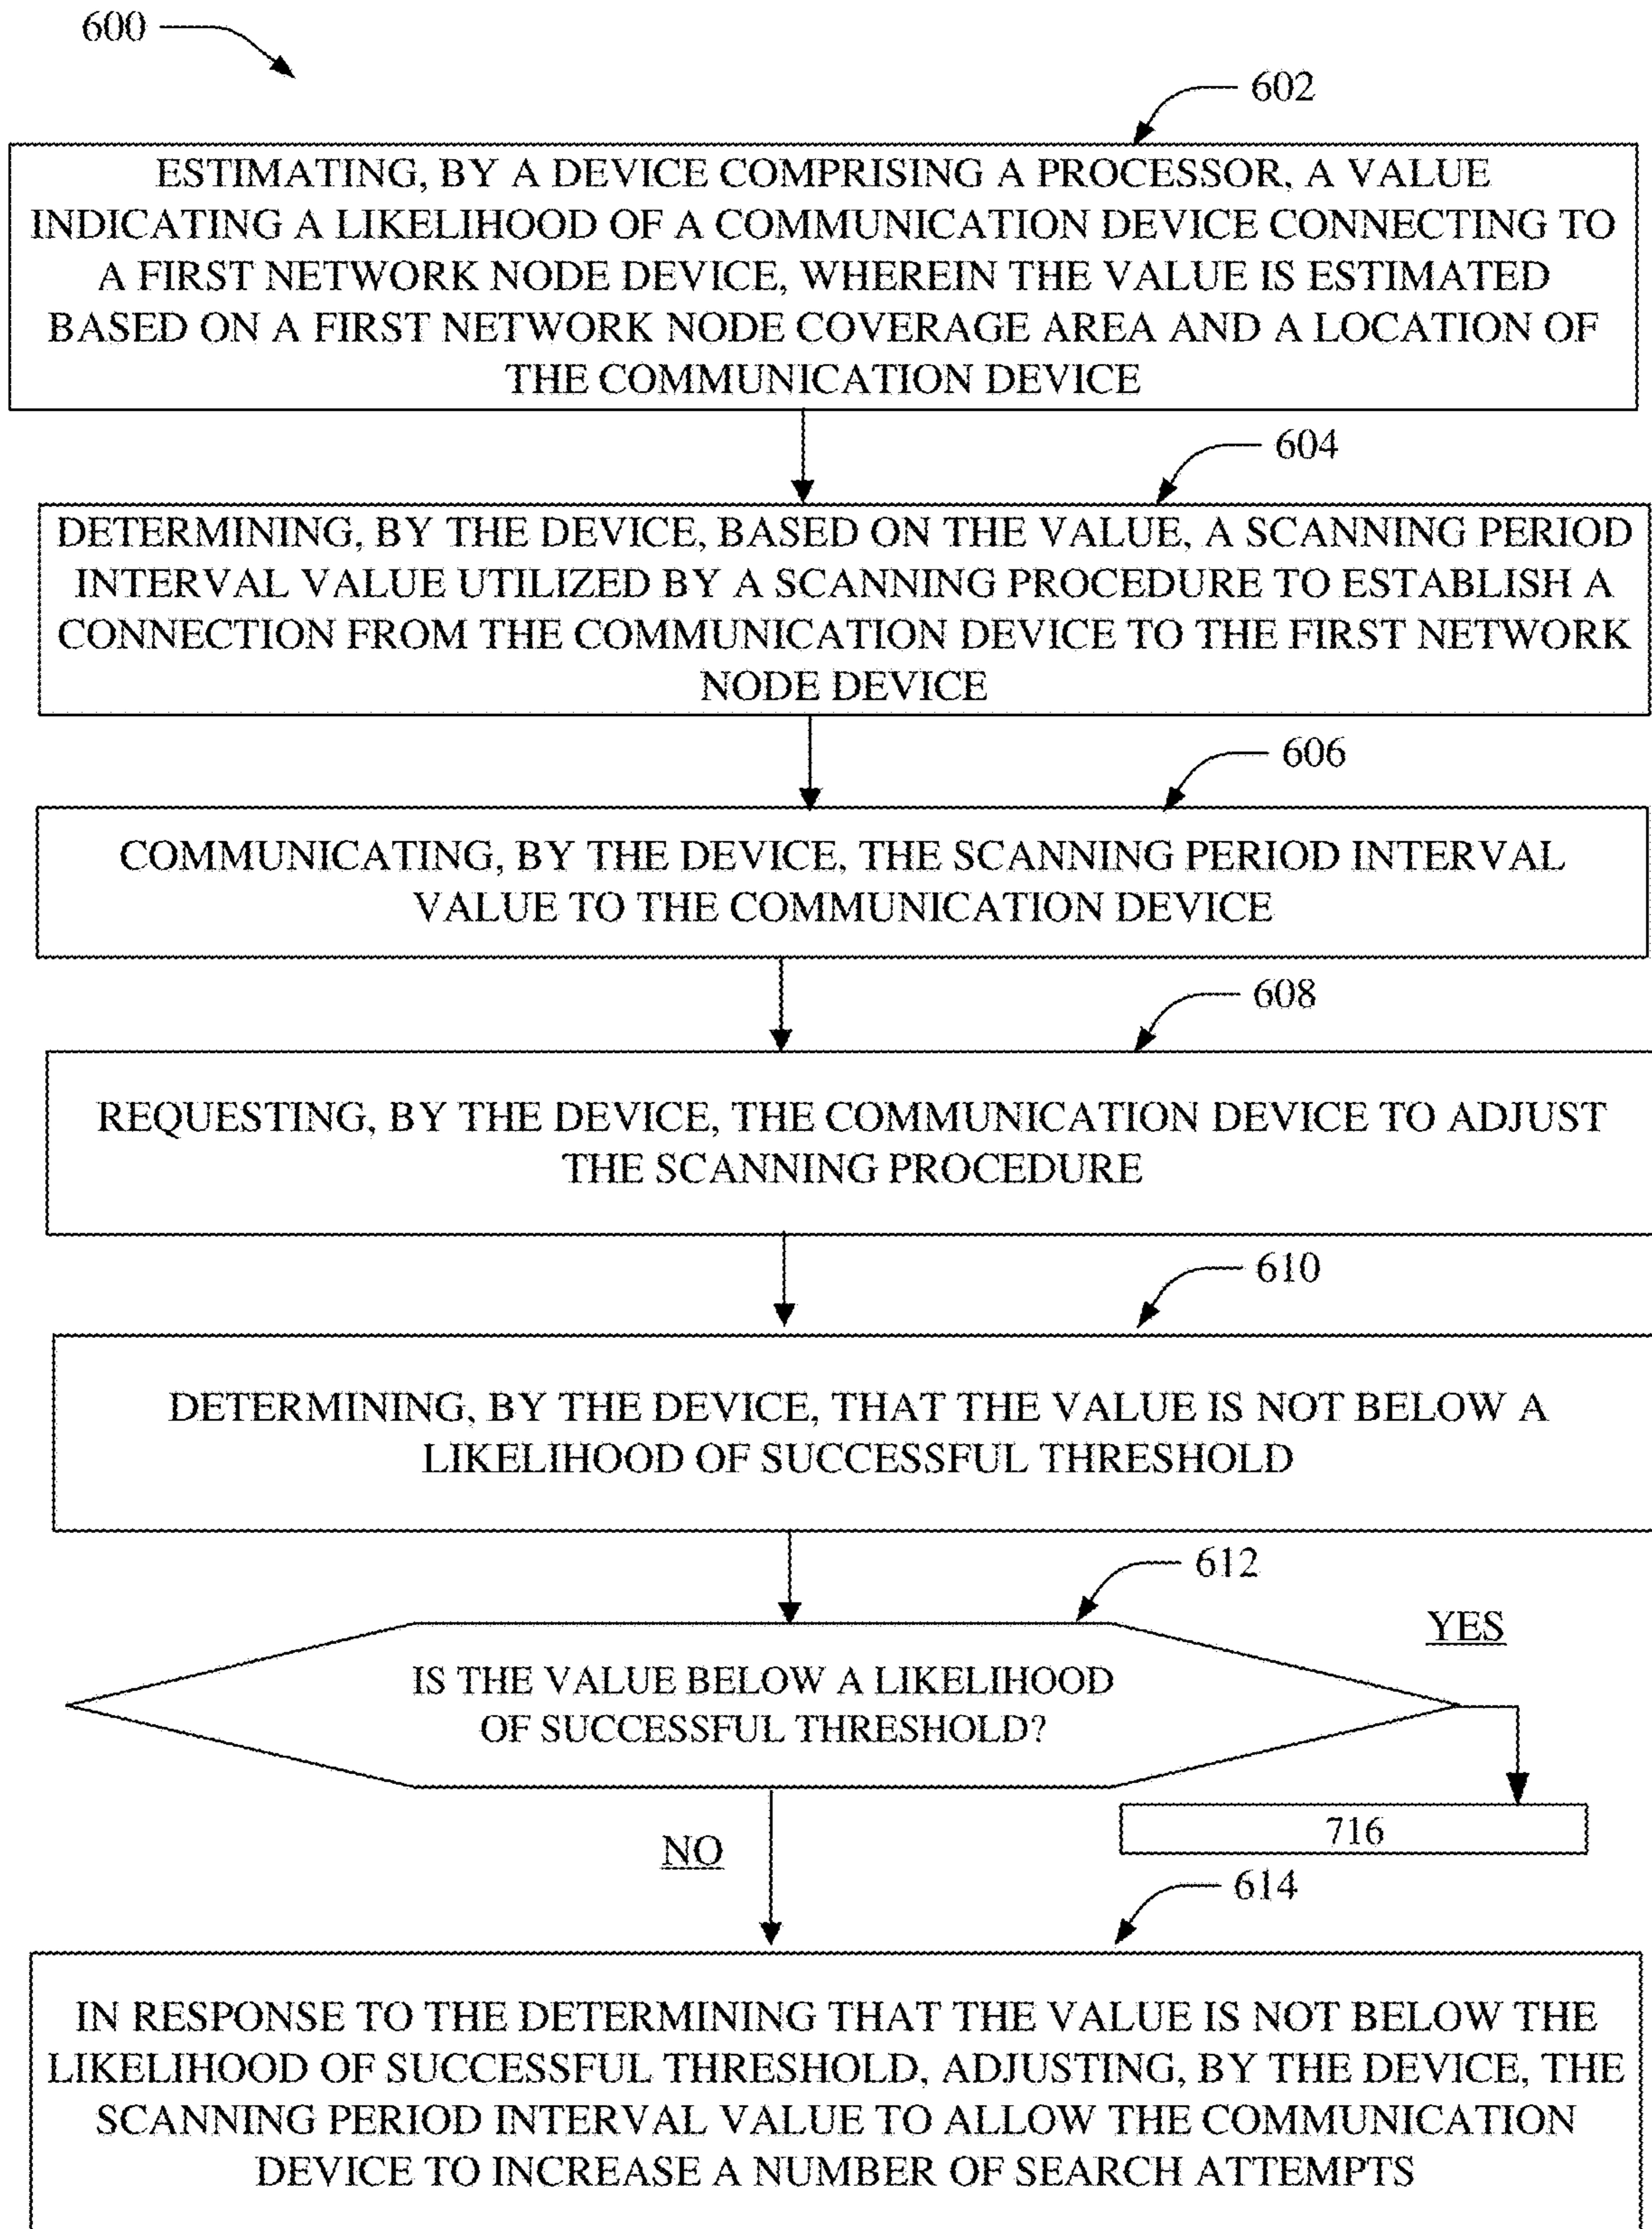 600
602
ESTIMATING, BY A DEVICE COMPRISING A PROCESSOR, A VALUE
INDICATING A LIKELIHOOD OF A COMMUNICATION DEVICE CONNECTING TO
A FIRST NETWORK NODE DEVICE, WHEREIN THE VALUE IS ESTIMATED
BASED ON A FIRST NETWORK NODE COVERAGE AREA AND A LOCATION OF
THE COMMUNICATION DEVICE
604
DETERMINING, BY THE DEVICE, BASED ON THE VALUE, A SCANNING PERIOD
INTERVAL VALUE UTILIZED BY A SCANNING PROCEDURE TO ESTABLISH A
CONNECTION FROM THE COMMUNICATION DEVICE TO THE FIRST NETWORK
NODE DEVICE
606
COMMUNICATING, BY THE DEVICE, THE SCANNING PERIOD INTERVAL
VALUE TO THE COMMUNICATION DEVICE
608
REQUESTING, BY THE DEVICE, THE COMMUNICATION DEVICE TO ADJUST
THE SCANNING PROCEDURE
610
DETERMINING, BY THE DEVICE, THAT THE VALUE IS NOT BELOW A
LIKELIHOOD OF SUCCESSFUL THRESHOLD
612
YES
IS THE VALUE BELOW A LIKELIHOOD
OF SUCCESSFUL THRESHOLD?
716
NO
614
IN RESPONSE TO THE DETERMINING THAT THE VALUE IS NOT BELOW THE
LIKELIHOOD OF SUCCESSFUL THRESHOLD, ADJUSTING, BY THE DEVICE, THE
SCANNING PERIOD INTERVAL VALUE TO ALLOW THE COMMUNICATION
DEVICE TO INCREASE A NUMBER OF SEARCH ATTEMPTS